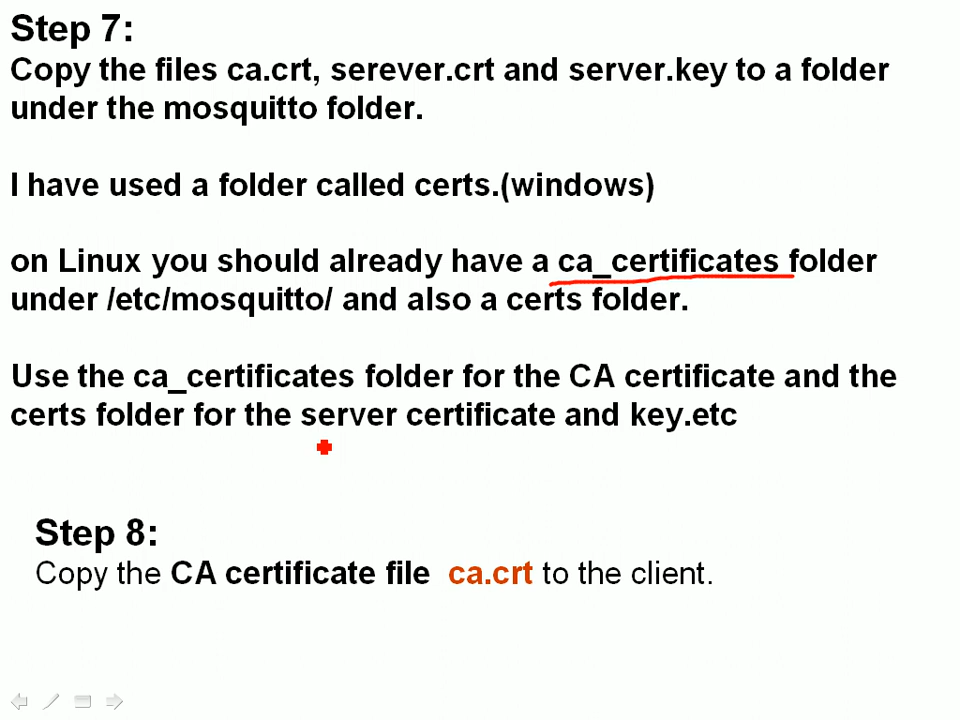 Step 7:
Copy the files ca.crt, serever.crt and server.key to a folder
under the mosquitto folder.
I have used a folder called certs.(windows)
on Linux you should already have a ca_certificates folder
under /etc/mosquitto/ and also a certs folder.
Use the ca_certificates folder for the CA certificate and the
certs folder for the server certificate and key.etc
Step 8:
Copy the CA certificate file ca.crt to the client.